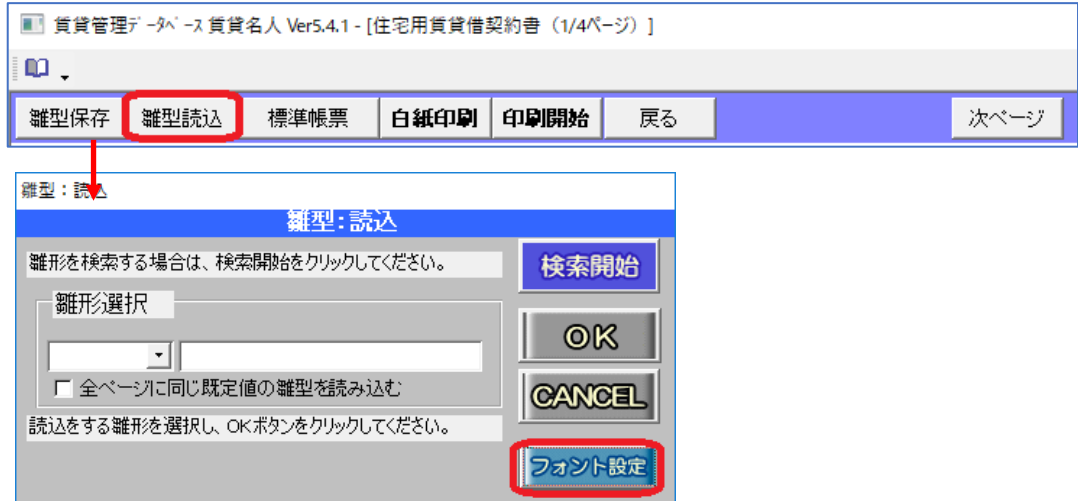 賃貸管理ﾃﾞｰﾀﾍﾞｰｽ 賃貸名人 Ver5.4.1 - [住宅用賃貸借契約書（1/4ページ）]
雛型保存 雛型読込 標準帳票 白紙印刷 印刷開始 戻る 次ページ
雛型：読込
雛型：読込
雛形を検索する場合は、検索開始をクリックしてください。
検索開始
雛形選択
OK
全ページに同じ既定値の雛型を読み込む
CANCEL
読込をする雛形を選択し、OKボタンをクリックしてください。
フォント設定